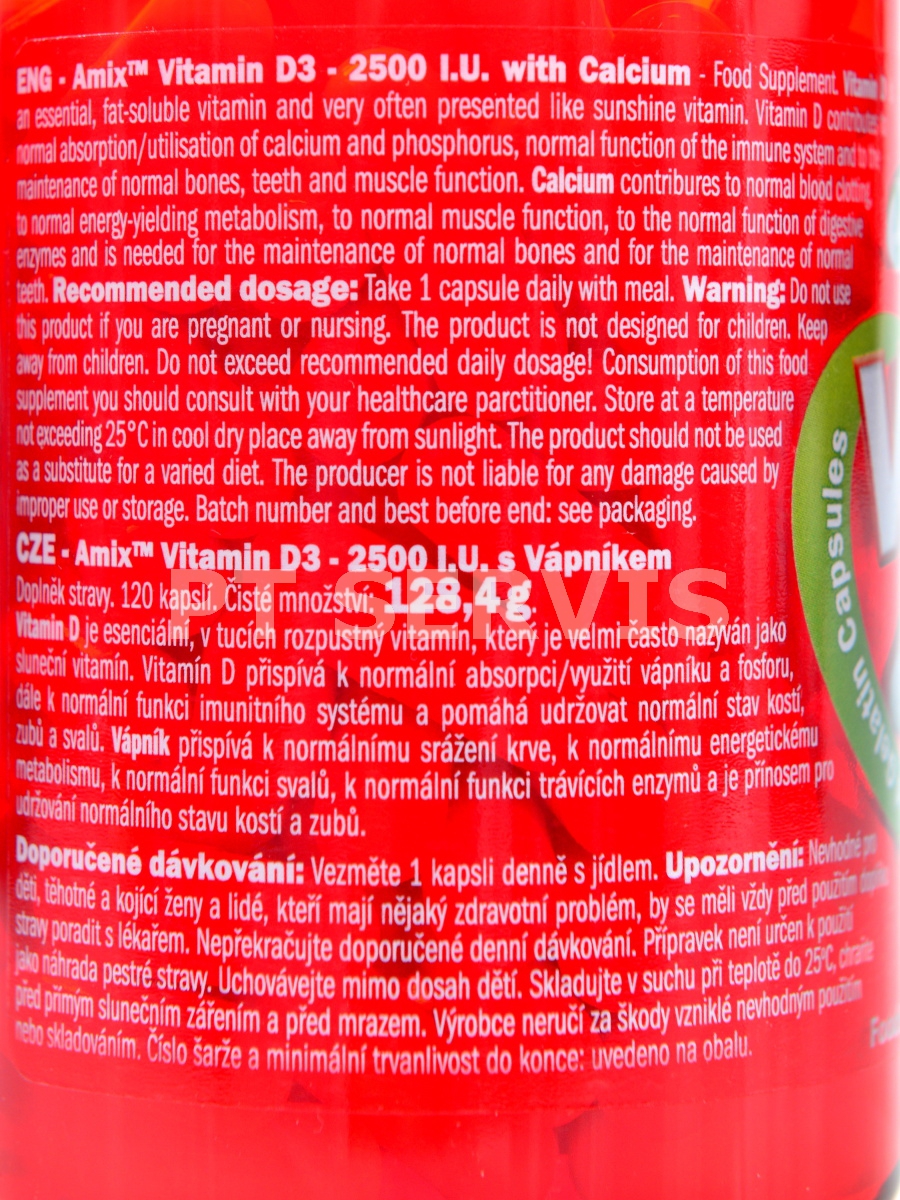 ENG - Amix™ Vitamin D3 - 2500 I.U. with Calcium - Food Supplement. Vitamin D
an essential, fat-soluble vitamin and very often presented like sunshine vitamin. Vitamin D contributes
normal absorption/utilisation of calcium and phosphorus, normal function of the immune system and to the
maintenance of normal bones, teeth and muscle function. Calcium contribures to normal blood clotting,
to normal energy-yielding metabolism, to normal muscle function, to the normal function of digestive
enzymes and is needed for the maintenance of normal bones and for the maintenance of normal
teeth. Recommended dosage: Take 1 capsule daily with meal. Warning: Do not use
this product if you are pregnant or nursing. The product is not designed for children. Keep
away from children. Do not exceed recommended daily dosage! Consumption of this food
supplement you should consult with your healthcare parctitioner. Store at a temperature
not exceeding 25°C in cool dry place away from sunlight. The product should not be used
as a substitute for a varied diet. The producer is not liable for any damage caused by
improper use or storage. Batch number and best before end: see packaging.
CZE - Amix™ Vitamin D3 - 2500 I.U. s Vápníkem
Doplněk stravy. 120 kapslí. Čisté množství: 128,4 g.
PT SERVIS
Vitamin D je esenciální, v tucích rozpustný vitamín, který je velmi často nazýván jako
sluneční vitamín. Vitamín D přispívá k normální absorpci/využití vápníku a fosforu,
dále k normální funkci imunitního systému a pomáhá udržovat normální stav kostí,
zubů a svalů. Vápník přispívá k normálnímu srážení krve, k normálnímu energetickému
metabolismu, k normální funkci svalů, k normální funkci trávících enzymů a je přínosem pro
udržování normálního stavu kostí a zubů.
Doporučené dávkování: Vezměte 1 kapsli denně s jídlem. Upozornění: Nevhodné pro
děti, těhotné a kojící ženy a lidé, kteří mají nějaký zdravotní problém, by se měli vždy před použitím doplňku
stravy poradit s lékařem. Nepřekračujte doporučené denní dávkování. Přípravek není určen k použití
jako náhrada pestré stravy. Uchovávejte mimo dosah dětí. Skladujte v suchu při teplotě do 25°C, chraňte
před přímým slunečním zářením a před mrazem. Výrobce neručí za škody vzniklé nevhodným použitím
nebo skladováním. Číslo šarže a minimální trvanlivost do konce: uvedeno na obalu.
Gelatin Capsules